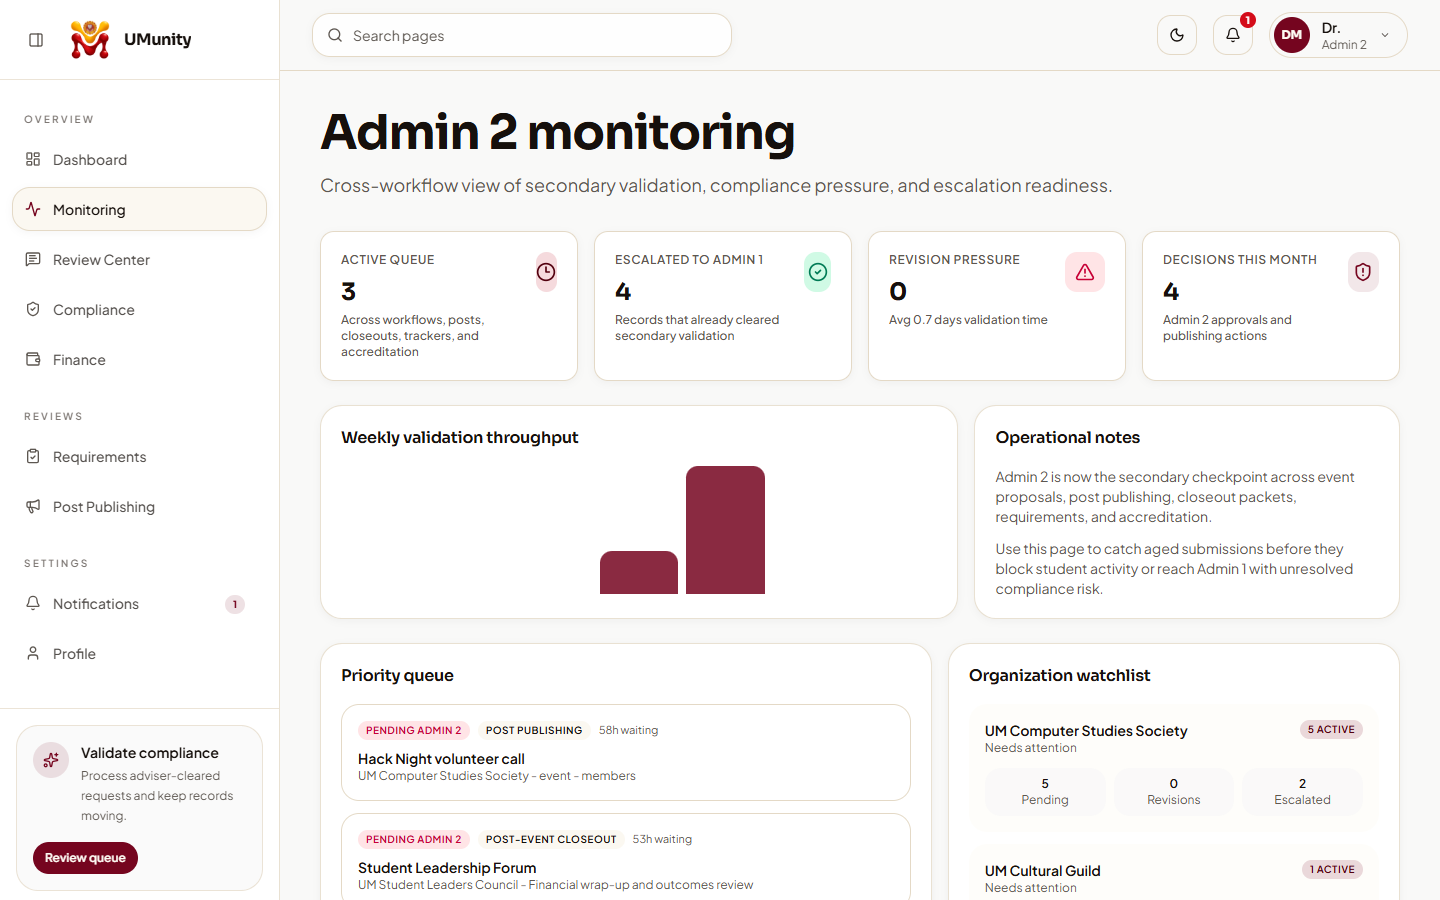 UMunity
Search pages
1
DM
Dr.
Admin 2
OVERVIEW
Dashboard
Monitoring
Review Center
Compliance
Finance
REVIEWS
Requirements
Post Publishing
SETTINGS
Notifications
1
Profile
Validate compliance
Process adviser-cleared
requests and keep records
moving.
Review queue
Admin 2 monitoring
Cross-workflow view of secondary validation, compliance pressure, and escalation readiness.
ACTIVE QUEUE
3
Across workflows, posts,
closeouts, trackers, and
accreditation
ESCALATED TO ADMIN 1
4
Records that already cleared
secondary validation
REVISION PRESSURE
0
Avg 0.7 days validation time
DECISIONS THIS MONTH
4
Admin 2 approvals and
publishing actions
Weekly validation throughput
Operational notes
Admin 2 is now the secondary checkpoint across event
proposals, post publishing, closeout packets,
requirements, and accreditation.
Use this page to catch aged submissions before they
block student activity or reach Admin 1 with unresolved
compliance risk.
Priority queue
PENDING ADMIN 2 POST PUBLISHING 58h waiting
Hack Night volunteer call
UM Computer Studies Society - event - members
PENDING ADMIN 2 POST-EVENT CLOSEOUT 53h waiting
Student Leadership Forum
UM Student Leaders Council - Financial wrap-up and outcomes review
Organization watchlist
UM Computer Studies Society
5 ACTIVE
Needs attention
5
Pending
0
Revisions
2
Escalated
UM Cultural Guild
1 ACTIVE
Needs attention